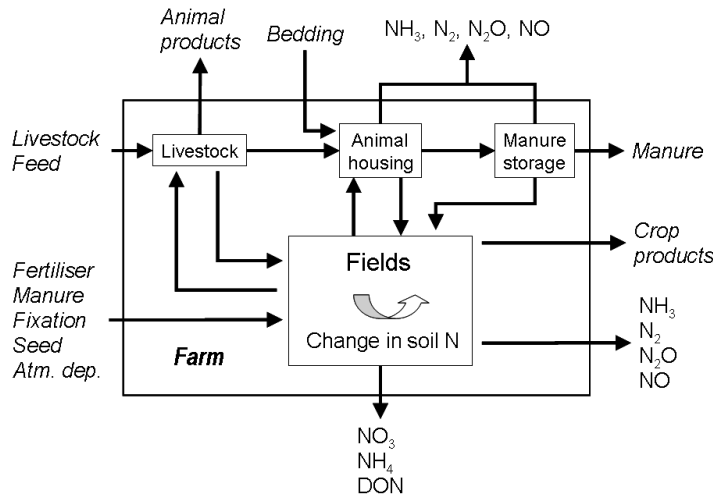 Animal
products
Bedding
NH₃, N₂, N₂O, NO
Livestock
Feed
Livestock
Animal
housing
Manure
storage
Manure
Fields
Change in soil N
Crop
products
Fertiliser
Manure
Fixation
Seed
Atm. dep.
Farm
NH₃
N₂
N₂O
NO
NO₃
NH₄
DON